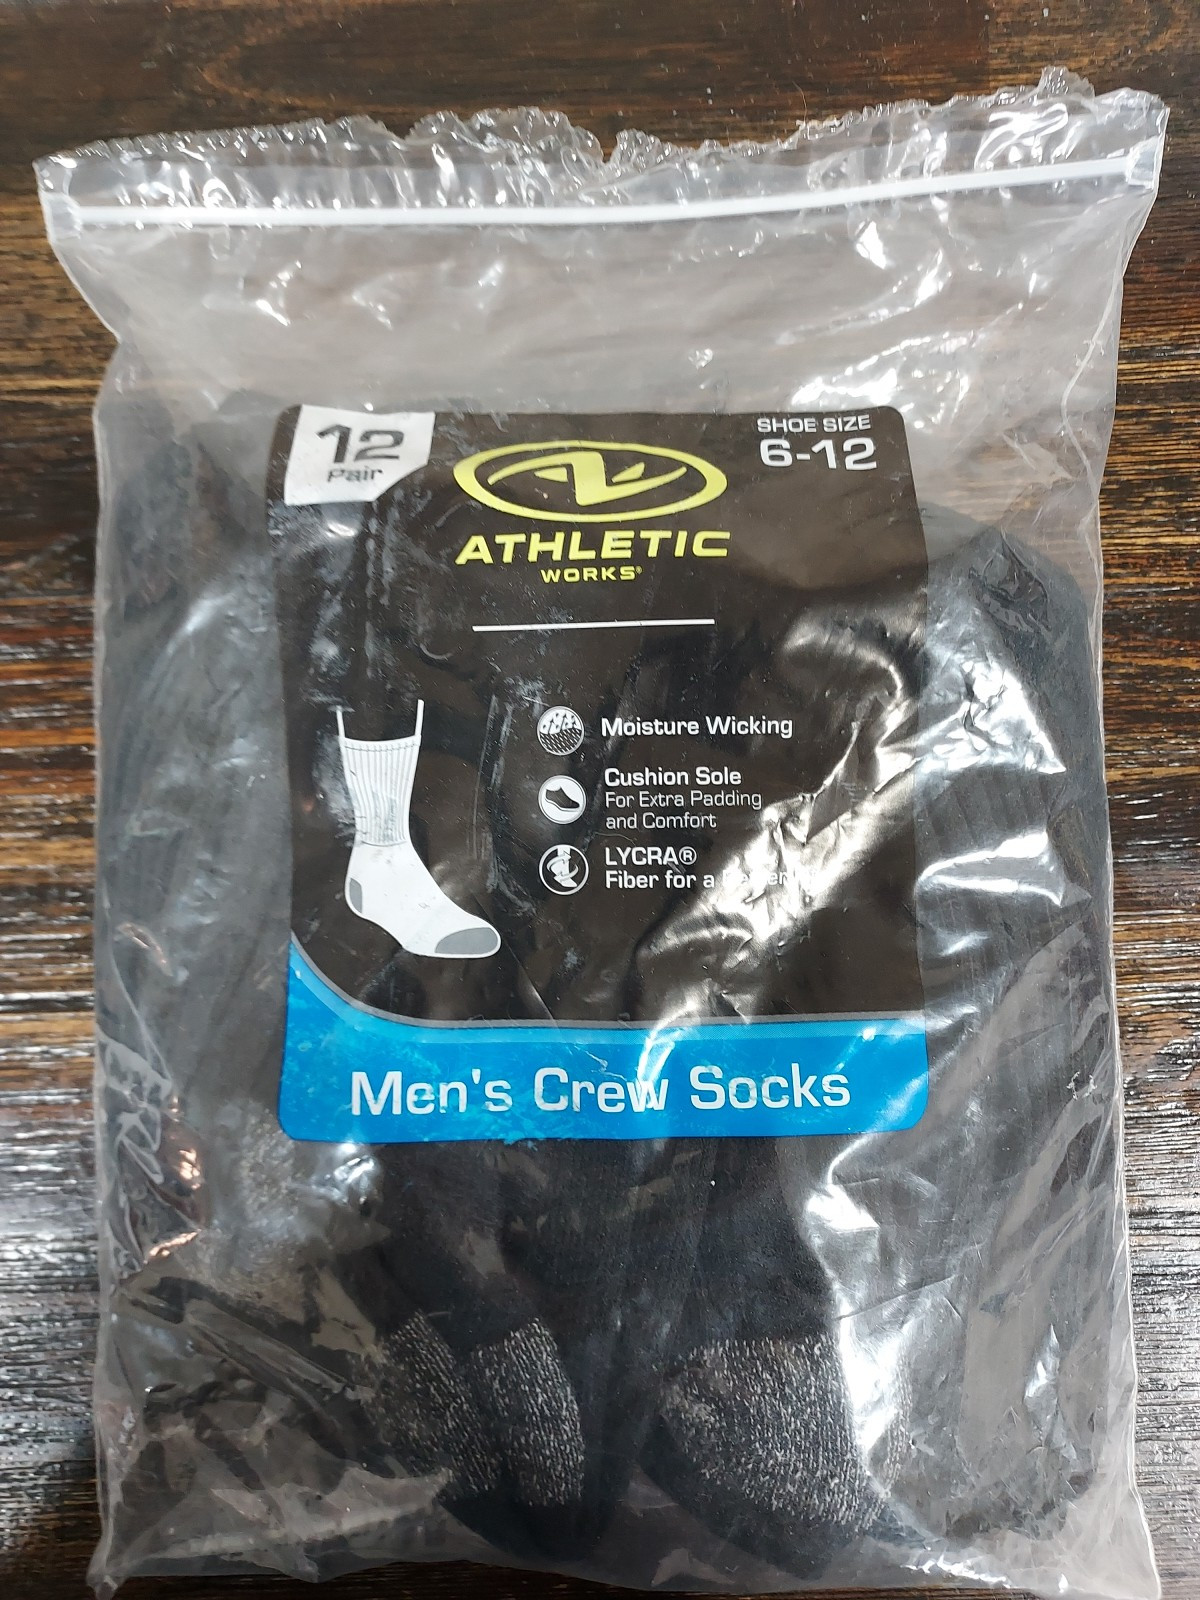 12
Pair
SHOE SIZE
6-12
ATHLETIC
WORKS®
Moisture Wicking
Cushion Sole
For Extra Padding
and Comfort
LYCRA®
Fiber for a
Men's Crew Socks